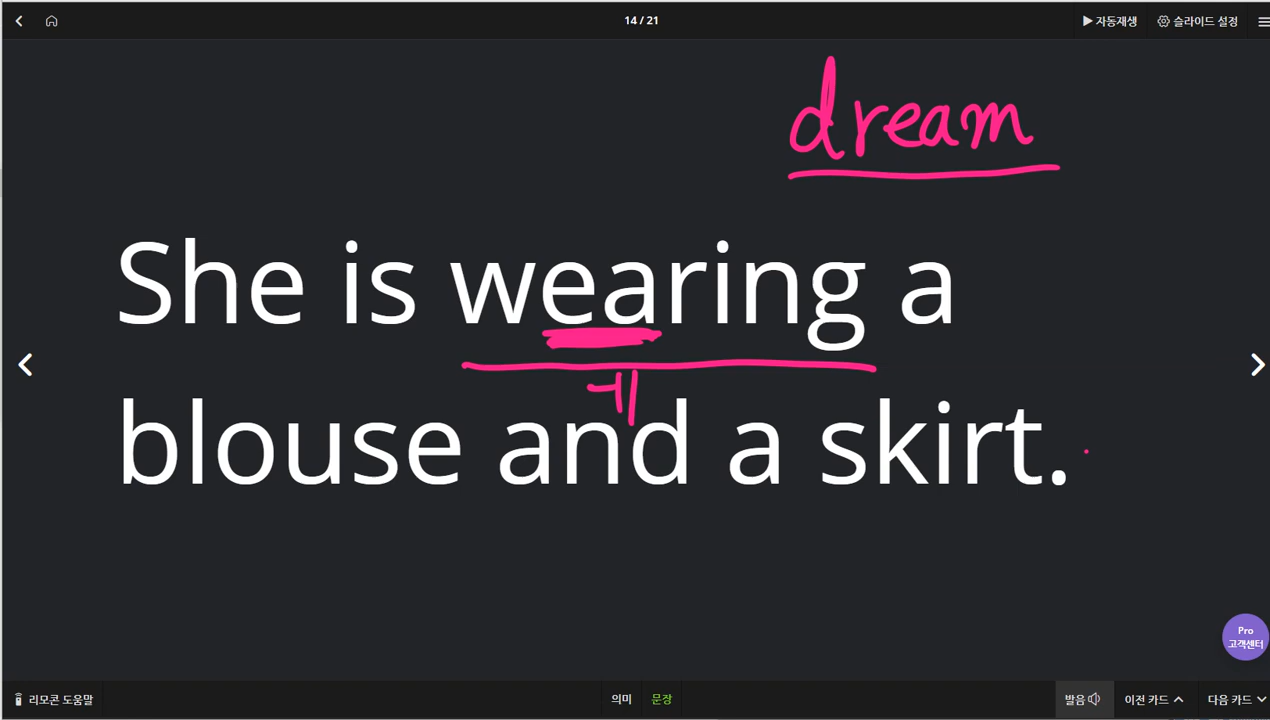 14 / 21
자동재생
슬라이드 설정
dream
She is wearing a
ㅔ
blouse and a skirt.
Pro
고객센터
리모콘 도움말
의미
문장
발음
이전 카드
다음 카드